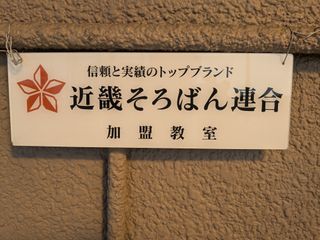 信頼と実績のトップブランド
近畿そろばん連合
加盟教室